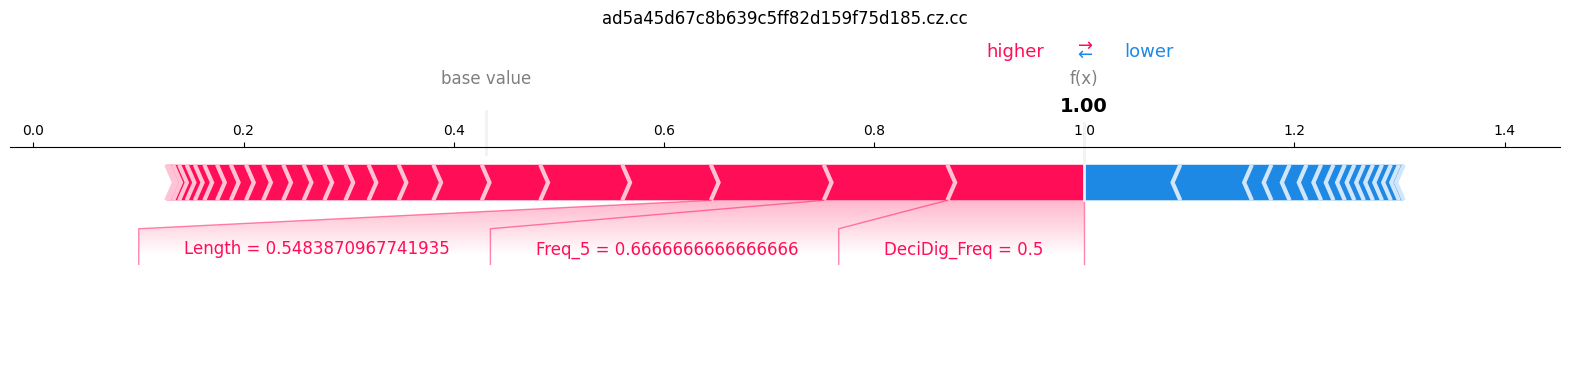 ad5a45d67c8b639c5ff82d159f75d185.cz.cc
higher → ← lower
base value f(x)
1.00
0.0 0.2 0.4 0.6 0.8 1.0 1.2 1.4
Length = 0.5483870967741935 Freq_5 = 0.6666666666666666 DeciDig_Freq = 0.5